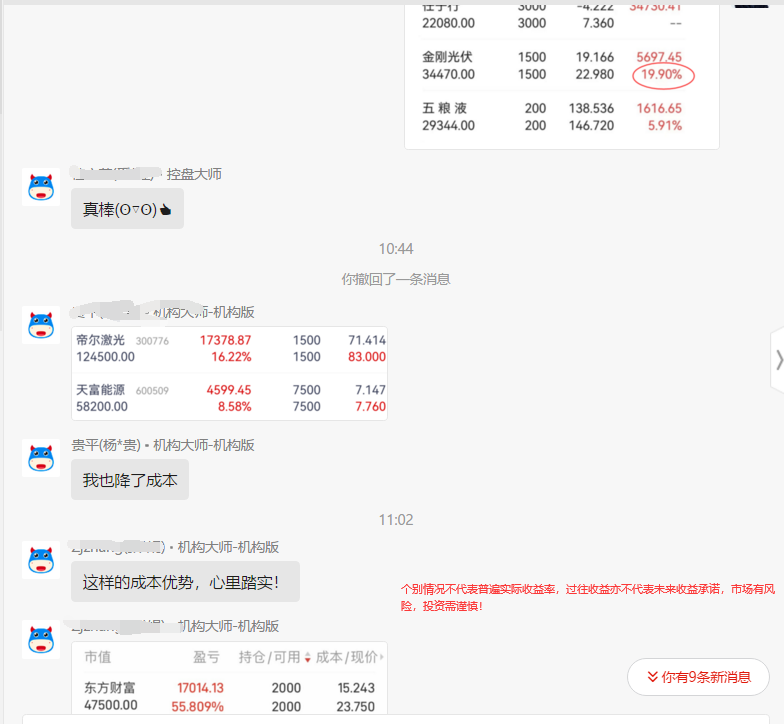 22080.00 3000 7.360 --
金刚光伏 1500 19.166 5697.45
34470.00 1500 22.980 19.90%
五 粮 液 200 138.536 1616.65
29344.00 200 146.720 5.91%
控盘大师
真棒(ʘ▿ʘ)👍
10:44
你撤回了一条消息
• 机构大师-机构版
帝尔激光 300776 17378.87 1500 71.414
124500.00 16.22% 1500 83.000
天富能源 600509 4599.45 7500 7.147
58200.00 8.58% 7500 7.760
贵平(杨*贵) • 机构大师-机构版
我也降了成本
11:02
• 机构大师-机构版
这样的成本优势，心里踏实！
个别情况不代表普遍实际收益率，过往收益亦不代表未来收益承诺，市场有风
险，投资需谨慎！
机构大师-机构版
市值 盈亏 持仓/可用 成本/现价
东方财富 17014.13 2000 15.243
47500.00 55.809% 2000 23.750
你有9条新消息